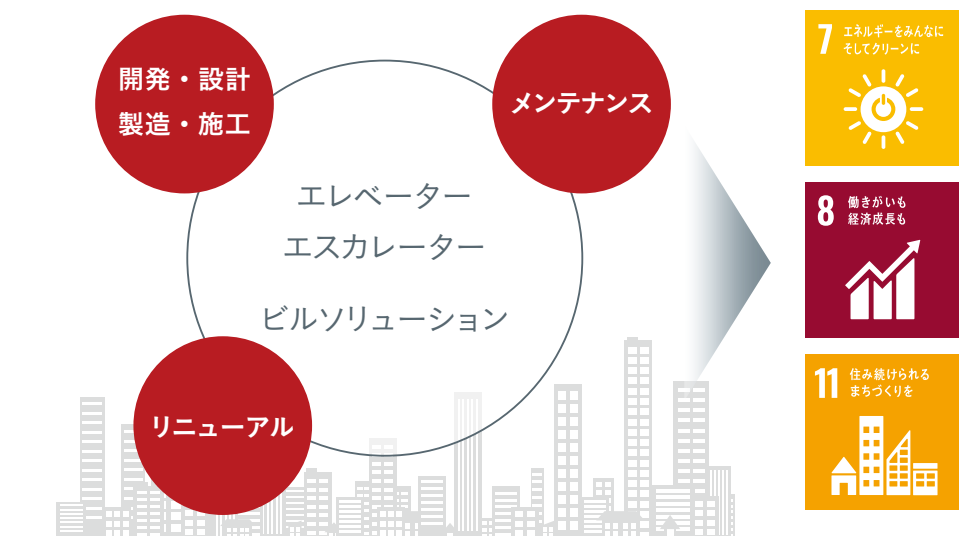 開発・設計
製造・施工
メンテナンス
エレベーター
エスカレーター
ビルソリューション
リニューアル
7 エネルギーをみんなに
そしてクリーンに
8 働きがいも
経済成長も
11 住み続けられる
まちづくりを